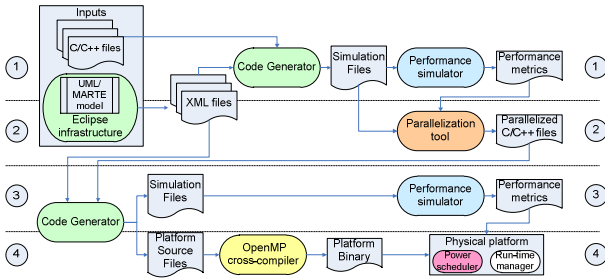 Inputs
C/C++ files
UML/
MARTE
model
Eclipse
infrastructure
XML files
Code Generator
Simulation
Files
Performance
simulator
Performance
metrics
1
1
2
Parallelization
tool
Parallelized
C/C++ files
2
3
Code Generator
Simulation
Files
Performance
simulator
Performance
metrics
3
4
Platform
Source
Files
OpenMP
cross-compiler
Platform
Binary
Physical platform
Power
scheduler
Run-time
manager
4